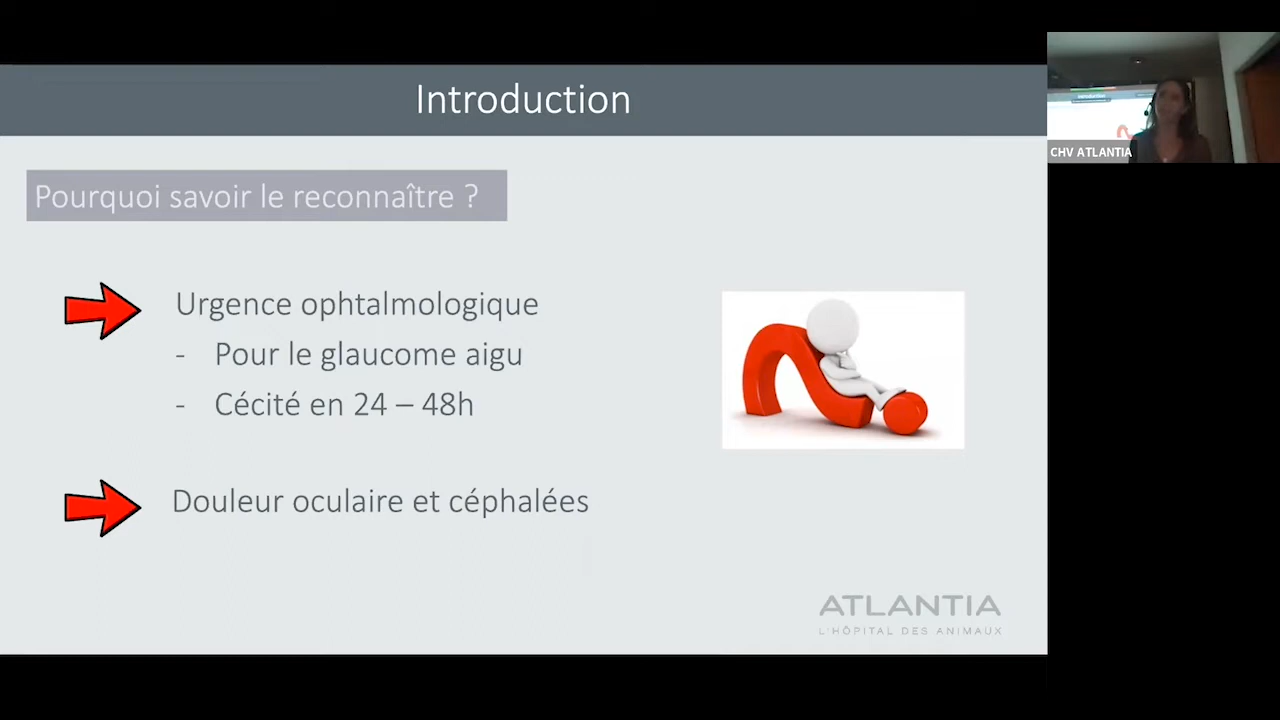 Introduction
Pourquoi savoir le reconnaître ?
Urgence ophtalmologique
- Pour le glaucome aigu
- Cécité en 24 – 48h
Douleur oculaire et céphalées
ATLANTIA
L'HÔPITAL DES ANIMAUX
CHV ATLANTIA